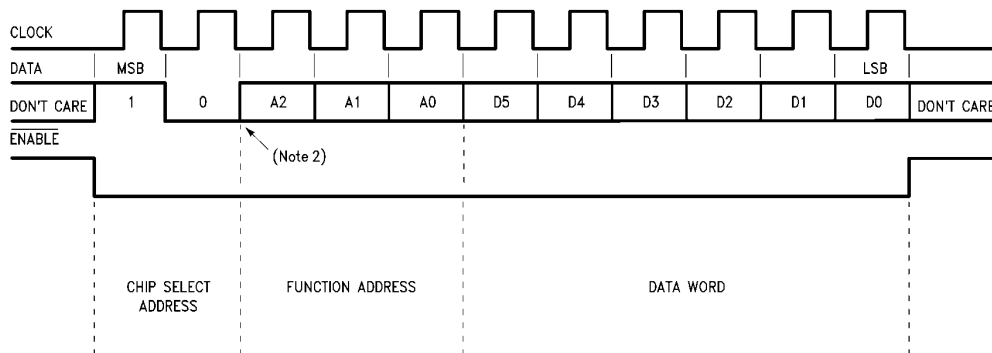 CLOCK
DATA MSB LSB
DON'T CARE 1 0 A2 A1 A0 D5 D4 D3 D2 D1 D0 DON'T CARE
ENABLE
(Note 2)
CHIP SELECT ADDRESS
FUNCTION ADDRESS
DATA WORD